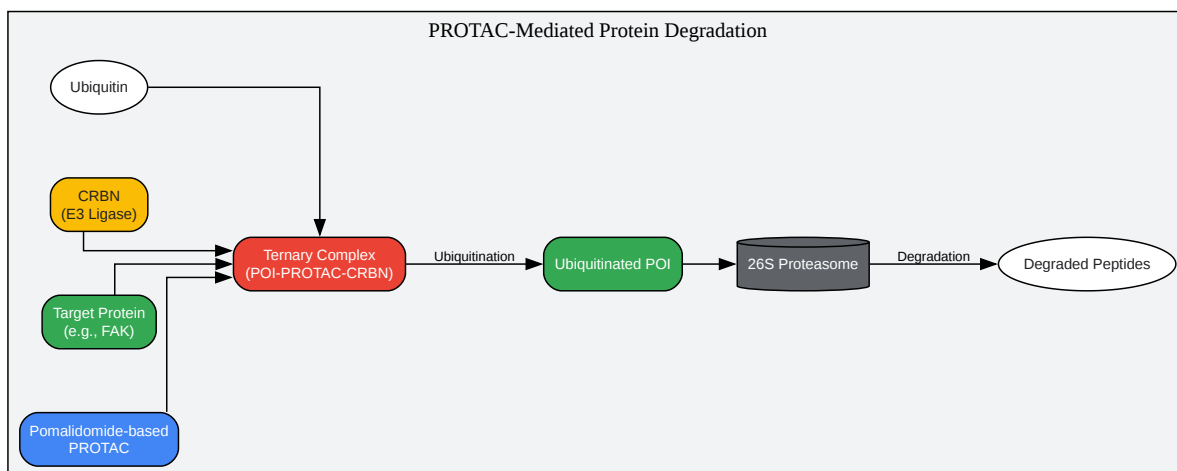 PROTAC-Mediated Protein Degradation
Ubiquitin
CRBN
(E3 Ligase)
Ternary Complex
(POI-PROTAC-CRBN)
Ubiquitination
Ubiquitinated POI
26S Proteasome
Degradation
Degraded Peptides
Target Protein
(e.g., FAK)
Pomalidomide-based
PROTAC